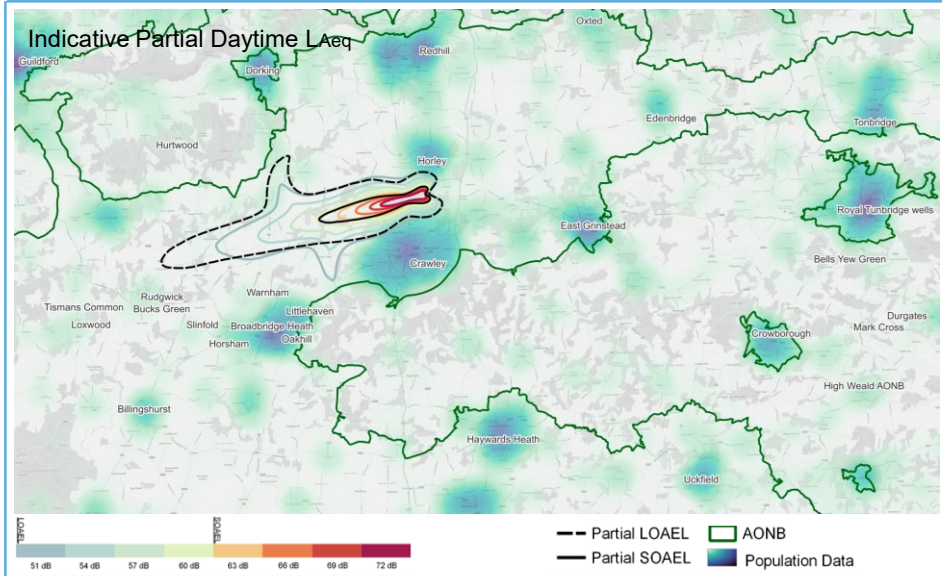 Indicative Partial Daytime LAeq
Oxted
Guildford
Redhill
Dorking
Edenbridge
Tonbridge
Hurtwood
Horley
Royal Tunbridge wells
East Grinstead
Bells Yew Green
Crawley
Warnham
Rudgwick
Tismans Common
Bucks Green
Littlehaven
Durgates
Loxwood
Slinfold
Broadbridge Heath
Mark Cross
Crowborough
Horsham
Oakhill
High Weald AONB
Billingshurst
Haywards Heath
Uckfield
LOAEL
SOAEL
51 dB 54 dB 57 dB 60 dB 63 dB 66 dB 69 dB 72 dB
Partial LOAEL
AONB
Partial SOAEL
Population Data